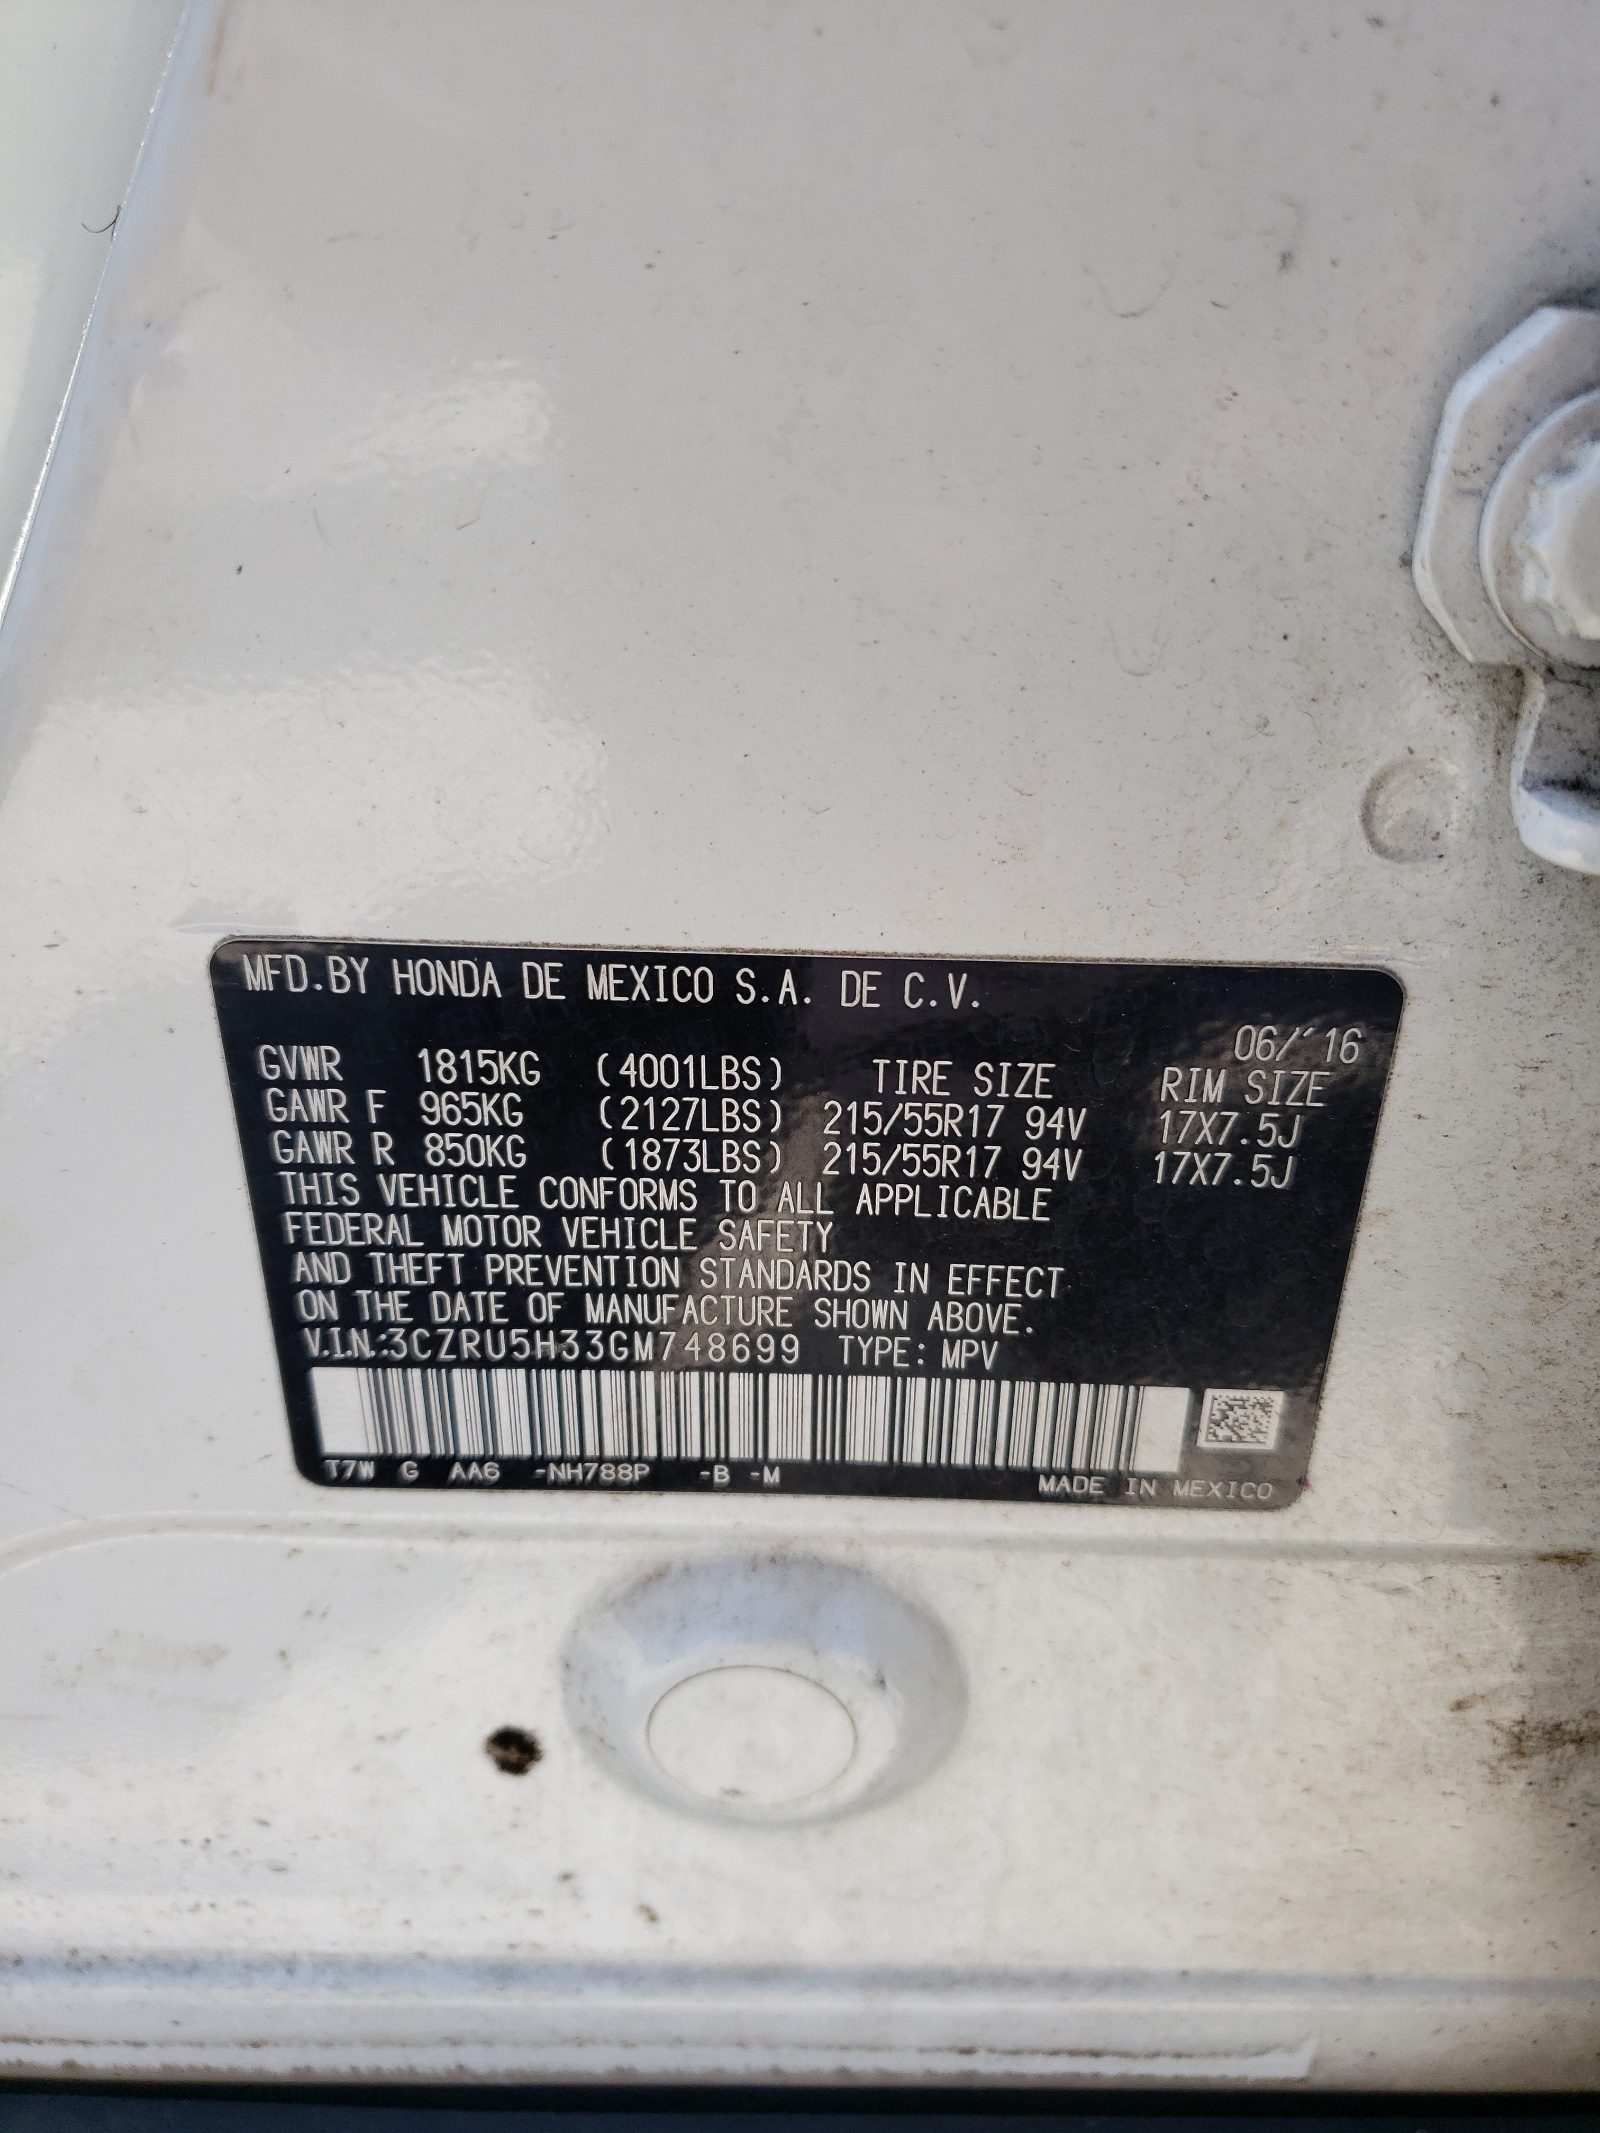 MFD.BY HONDA DE MEXICO S.A. DE C.V.
06/'16
GVWR 1815KG (4001LBS) TIRE SIZE RIM SIZE
GAWR F 965KG (2127LBS) 215/55R17 94V 17X7.5J
GAWR R 850KG (1873LBS) 215/55R17 94V 17X7.5J
THIS VEHICLE CONFORMS TO ALL APPLICABLE
FEDERAL MOTOR VEHICLE SAFETY
AND THEFT PREVENTION STANDARDS IN EFFECT
ON THE DATE OF MANUFACTURE SHOWN ABOVE.
V.I.N.:3CZRU5H33GM748699 TYPE: MPV
T7W G AA6 -NH788P -B -M MADE IN MEXICO